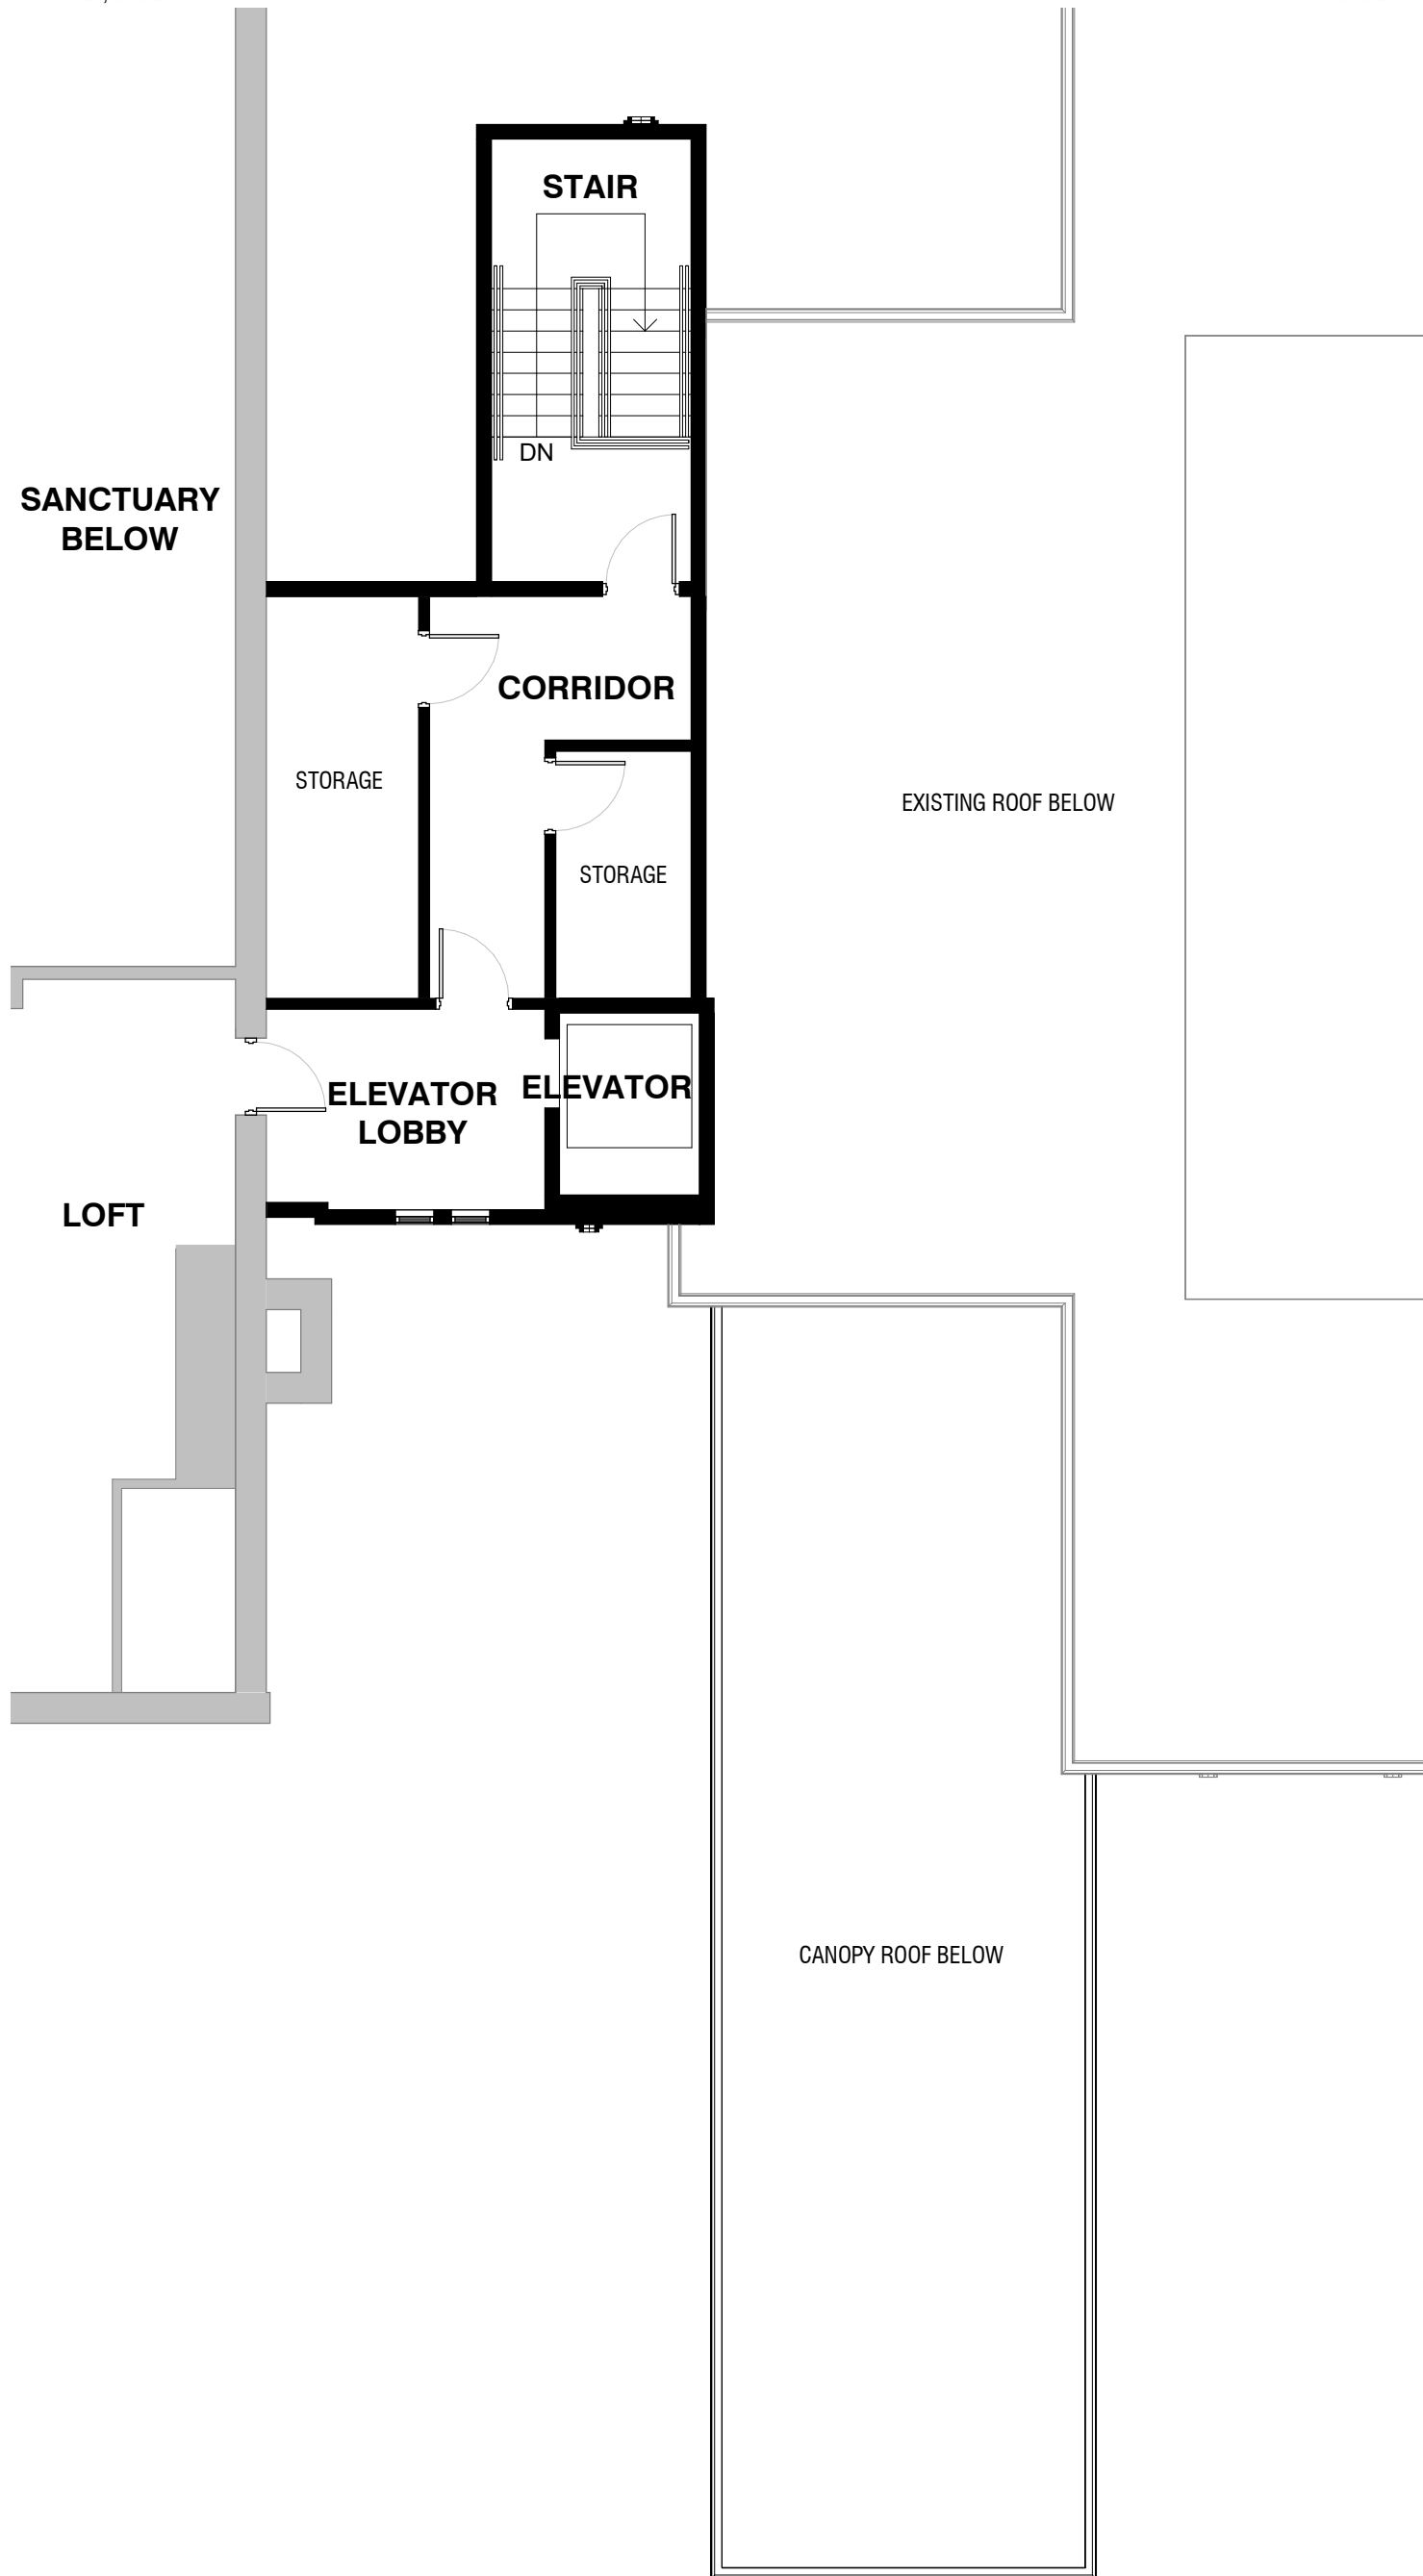 STAIR
DN
SANCTUARY
BELOW
CORRIDOR
STORAGE
EXISTING ROOF BELOW
STORAGE
ELEVATOR
LOBBY
ELEVATOR
LOFT
CANOPY ROOF BELOW